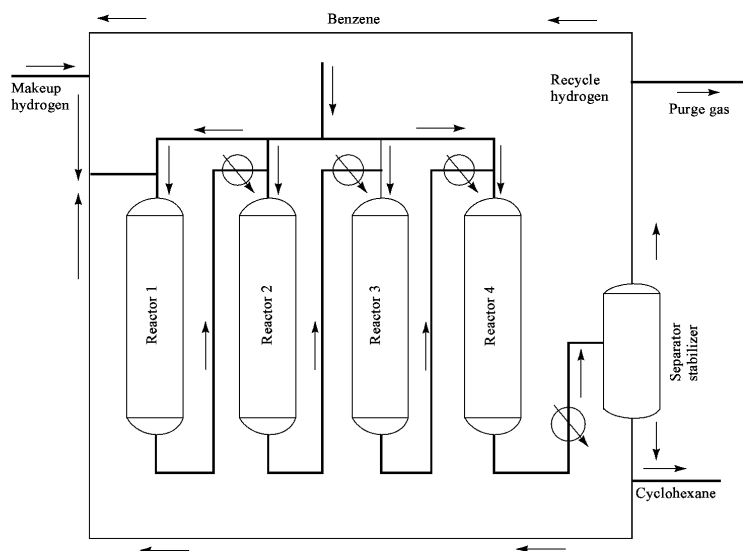 Benzene
Makeup
hydrogen
Recycle
hydrogen
Purge gas
Reactor 1
Reactor 2
Reactor 3
Reactor 4
Separator
stabilizer
Cyclohexane